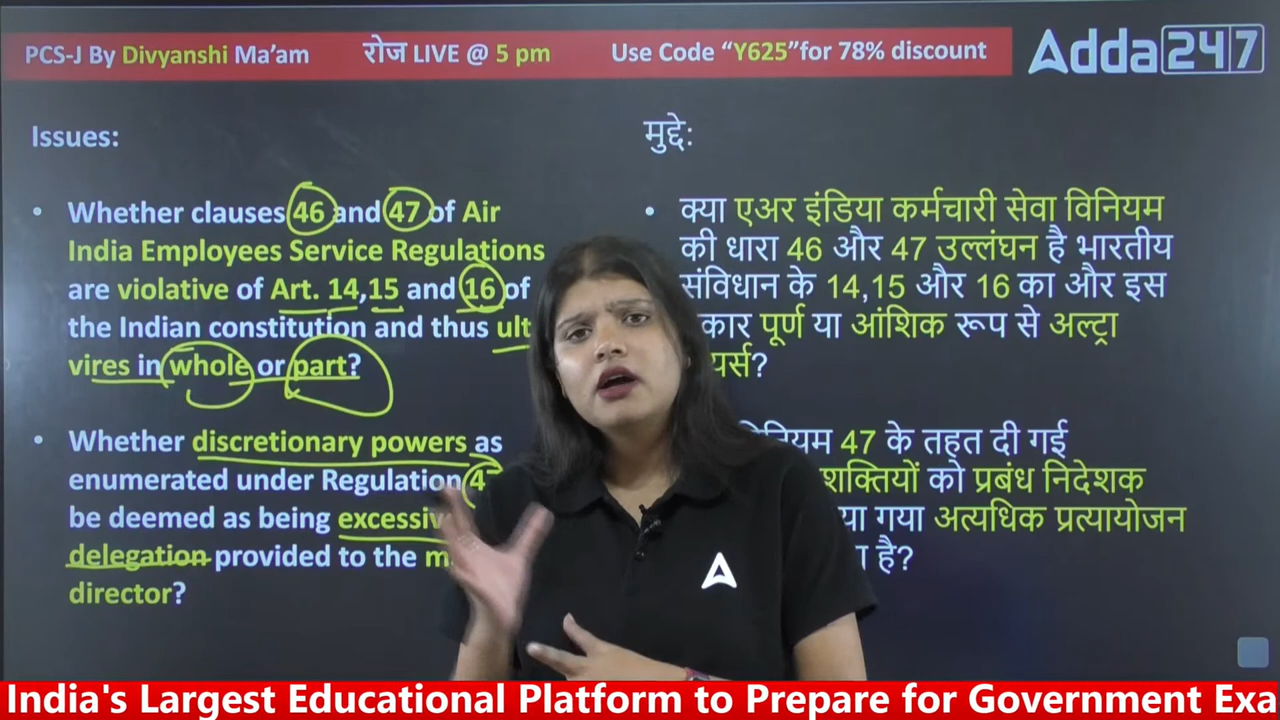 PCS-J By Divyanshi Ma'am रोज LIVE @ 5 pm Use Code “Y625”for 78% discount
Adda247
Issues:
• Whether clauses 46 and 47 of Air
India Employees Service Regulations
are violative of Art. 14,15 and 16 of
the Indian constitution and thus ult
vires in whole or part?
• Whether discretionary powers as
enumerated under Regulation 4
be deemed as being excessiv
delegation provided to the m
director?
मुद्दे:
• क्या एअर इंडिया कर्मचारी सेवा विनियम
की धारा 46 और 47 उल्लंघन है भारतीय
संविधान के 14,15 और 16 का और इस
कार पूर्ण या आंशिक रूप से अल्ट्रा
यर्स?
47 के तहत दी गई
शक्तियों को प्रबंध निदेशक
या गया अत्यधिक प्रत्यायोजन
है?
India's Largest Educational Platform to Prepare for Government Exa